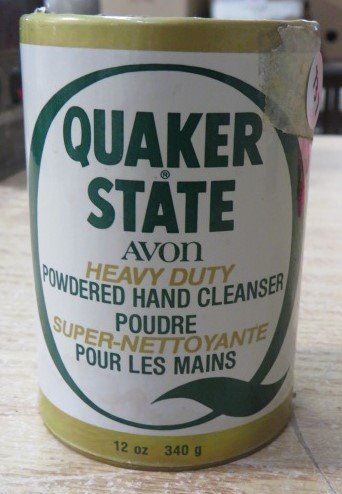 QUAKER
STATE
®
AVON
HEAVY DUTY
POWDERED HAND CLEANSER
POUDRE
SUPER-NETTOYANTE
POUR LES MAINS
12 oz 340 g